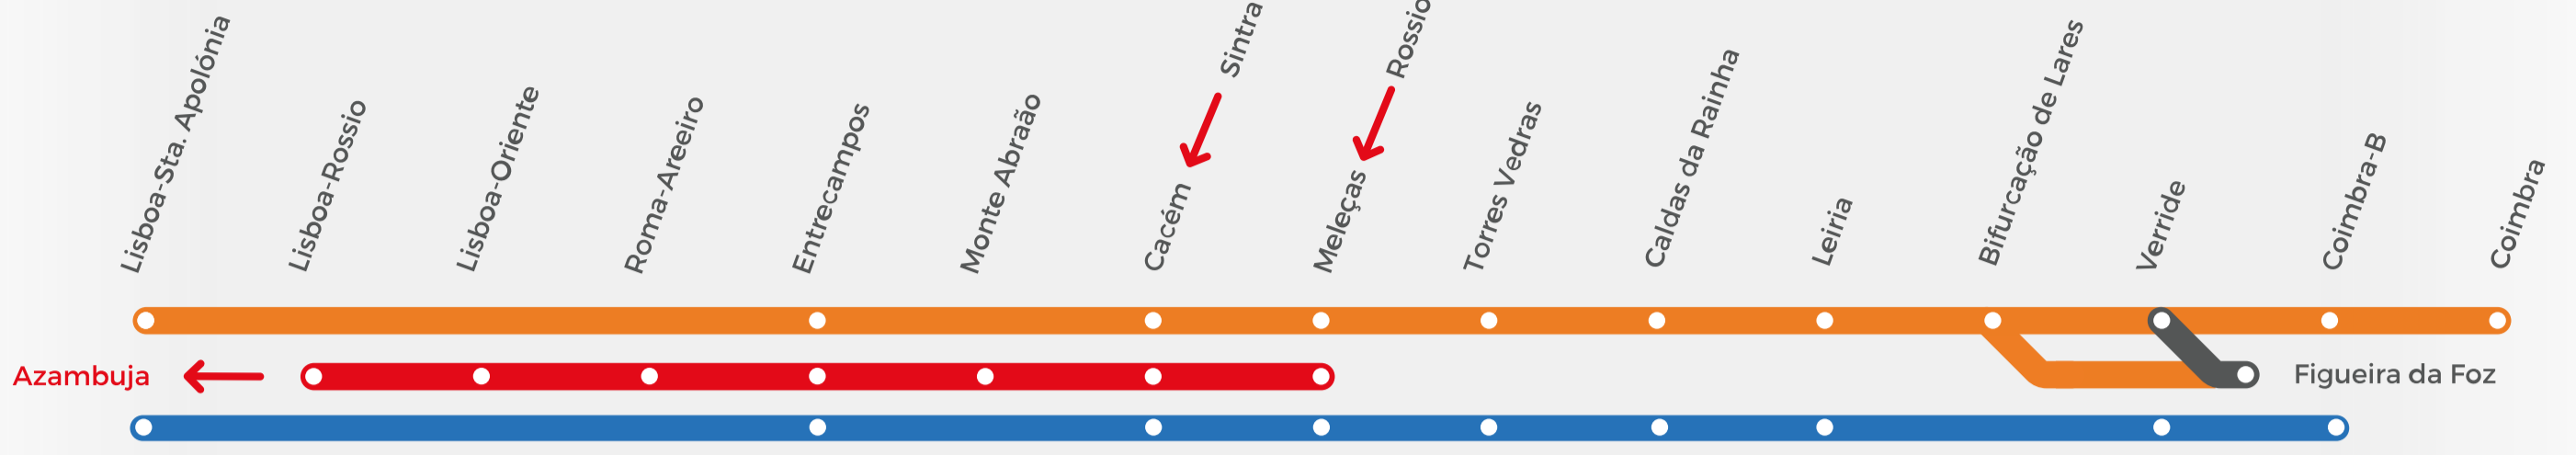 Lisboa-Sta. Apolónia
Lisboa-Rossio
Lisboa-Oriente
Roma-Areeiro
Entrecampos
Monte Abraão
Cacém
Sintra
Meleças
Rossio
Torres Vedras
Caldas da Rainha
Leiria
Bifurcação de Lares
Verride
Coimbra-B
Coimbra
Azambuja
Figueira da Foz